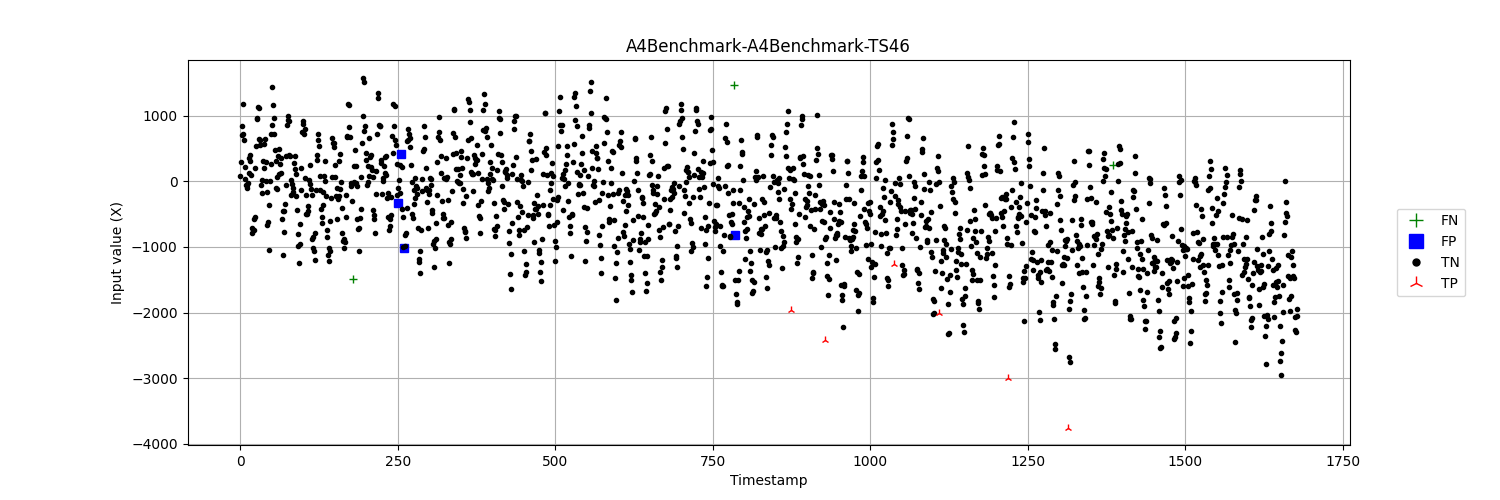 A4Benchmark-A4Benchmark-TS46
Input value (X)
1000
0
−1000
−2000
−3000
−4000
0 250 500 750 1000 1250 1500 1750
Timestamp
FN
FP
TN
TP